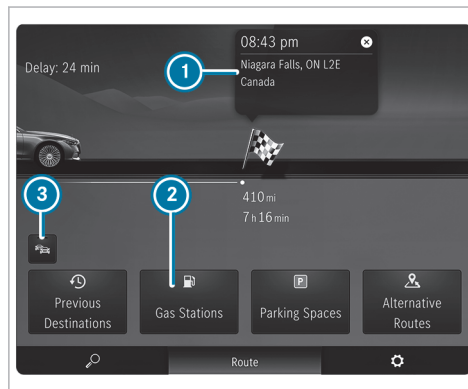 08:43 pm
Delay: 24 min
1
Niagara Falls, ON L2E
Canada
3
2
410 mi
7 h 16 min
P
Previous
Destinations
Gas Stations
Parking Spaces
Alternative
Routes
Route